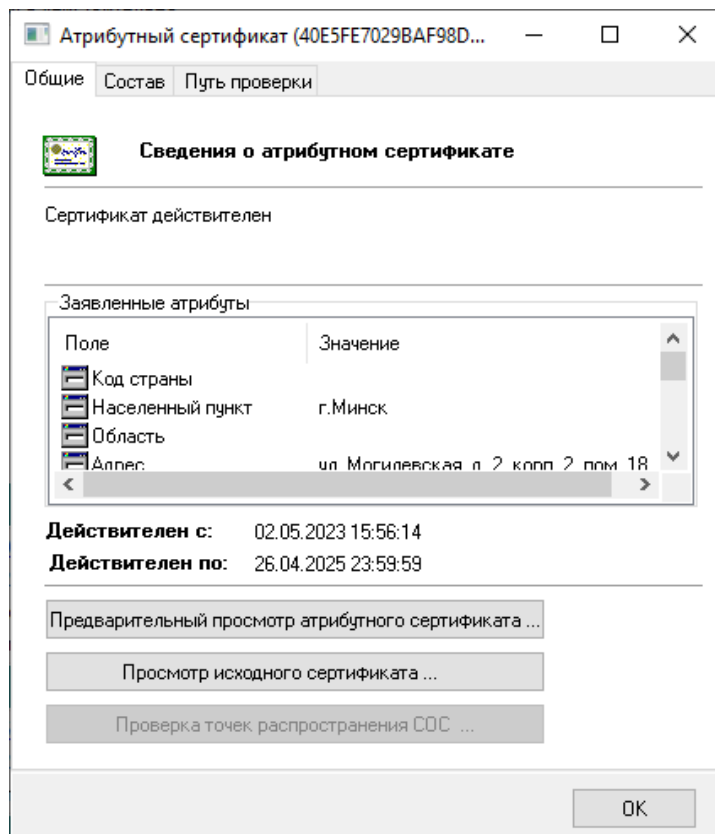 Атрибутный сертификат (40E5FE7029BAF98D...
Общие Состав Путь проверки
Сведения о атрибутном сертификате
Сертификат действителен
Заявленные атрибуты
Поле Значение
Код страны
Населенный пункт г.Минск
Область
Адрес ул. Могилевская д. 2 корп. 2 пом. 18
Действителен с: 02.05.2023 15:56:14
Действителен по: 26.04.2025 23:59:59
Предварительный просмотр атрибутного сертификата ...
Просмотр исходного сертификата ...
Проверка точек распространения СОС ...
OK